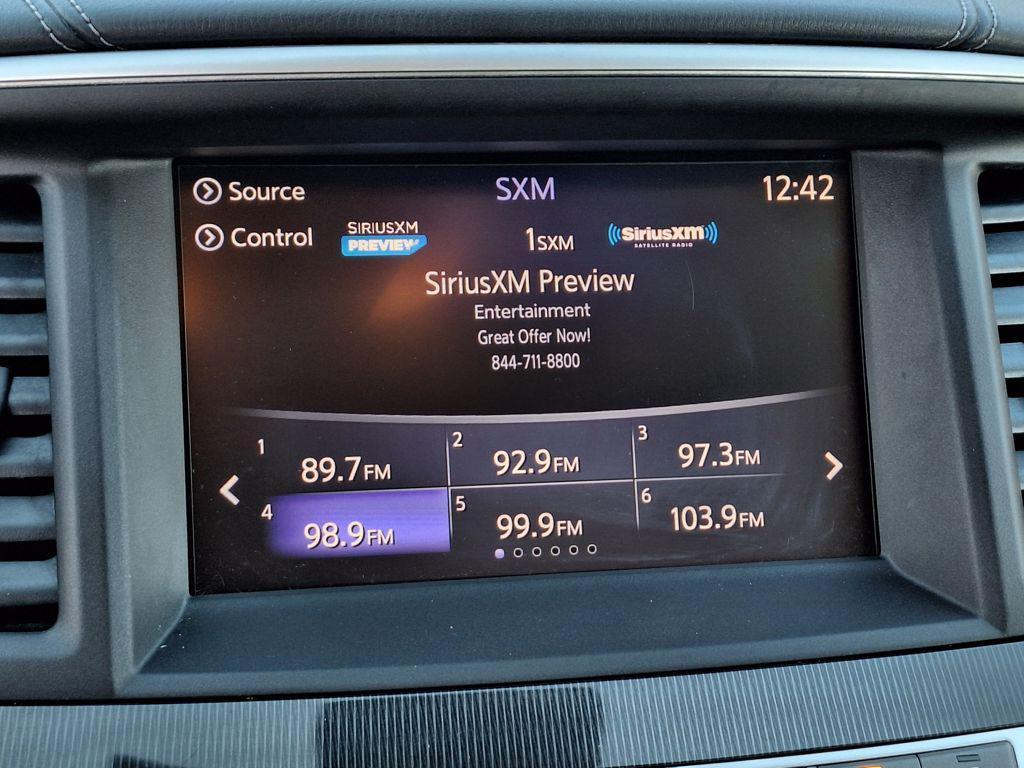 Source SXM 12:42
Control SIRIUSXM PREVIEW 1SXM ((SiriusXM)) SATELLITE RADIO
SiriusXM Preview
Entertainment
Great Offer Now!
844-711-8800
1 89.7FM 2 92.9FM 3 97.3FM
4 98.9FM 5 99.9FM 6 103.9FM